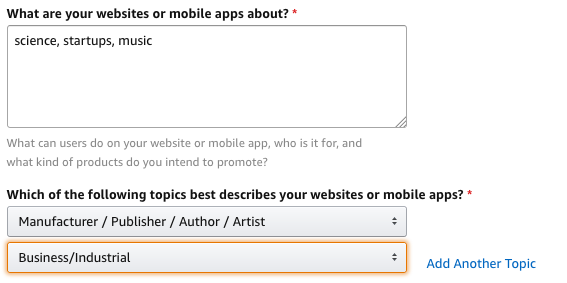 What are your websites or mobile apps about? *
science, startups, music
What can users do on your website or mobile app, who is it for, and
what kind of products do you intend to promote?
Which of the following topics best describes your websites or mobile apps? *
Manufacturer / Publisher / Author / Artist
Business/Industrial
Add Another Topic